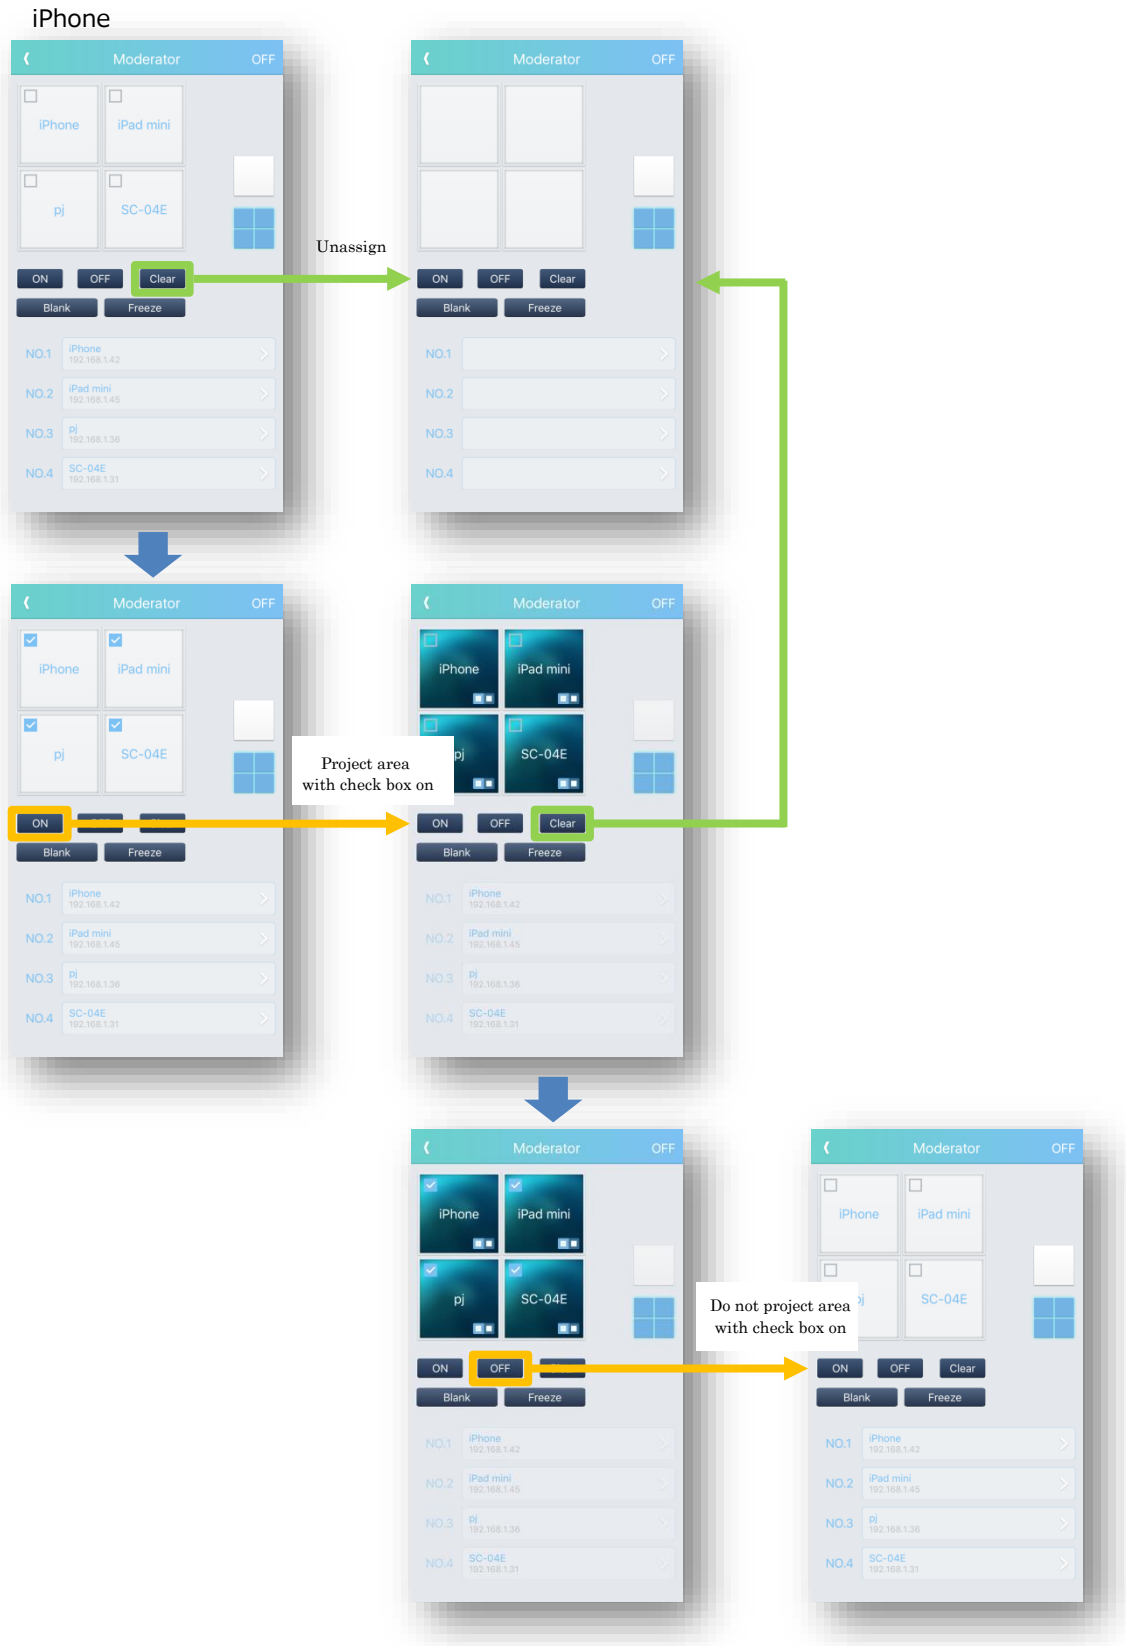 iPhone
Moderator OFF
iPhone iPad mini
pj SC-04E
ON OFF Clear
Blank Freeze
NO.1 iPhone
192.168.1.42
NO.2 iPad mini
192.168.1.45
NO.3 pj
192.168.1.36
NO.4 SC-04E
192.168.1.31
Unassign
Moderator OFF
ON OFF Clear
Blank Freeze
NO.1
NO.2
NO.3
NO.4
Moderator OFF
iPhone iPad mini
pj SC-04E
ON
Blank Freeze
NO.1 iPhone
192.168.1.42
NO.2 iPad mini
192.168.1.45
NO.3 pj
192.168.1.36
NO.4 SC-04E
192.168.1.31
Project area
with check box on
Moderator OFF
iPhone iPad mini
pj SC-04E
ON OFF Clear
Blank Freeze
NO.1 iPhone
192.168.1.42
NO.2 iPad mini
192.168.1.45
NO.3 pj
192.168.1.36
NO.4 SC-04E
192.168.1.31
Moderator OFF
iPhone iPad mini
pj SC-04E
ON OFF
Blank Freeze
NO.1 iPhone
192.168.1.42
NO.2 iPad mini
192.168.1.45
NO.3 pj
192.168.1.36
NO.4 SC-04E
192.168.1.31
Do not project area
with check box on
Moderator OFF
iPhone iPad mini
SC-04E
ON OFF Clear
Blank Freeze
NO.1 iPhone
192.168.1.42
NO.2 iPad mini
192.168.1.45
NO.3 pj
192.168.1.36
NO.4 SC-04E
192.168.1.31